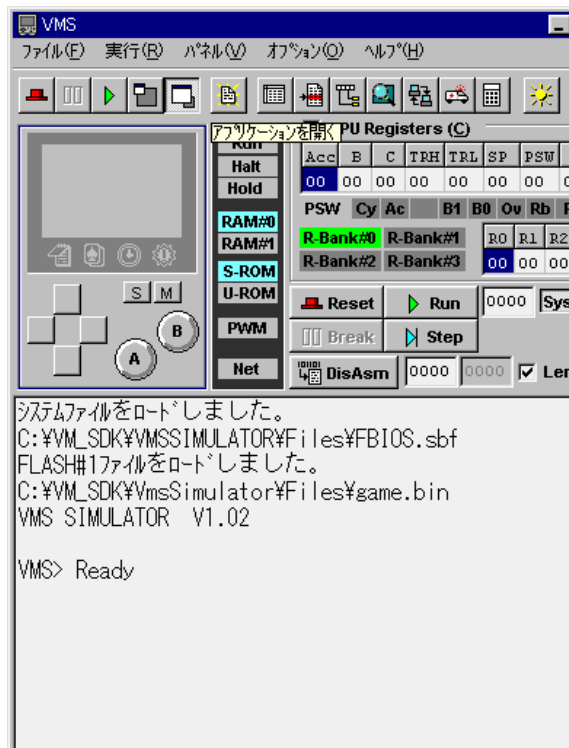 VMS
ファイル(F) 実行(R) パネル(V) オプション(O) ヘルプ(H)
アプリケーションを開く
PU Registers (C)
Halt
Hold
RAM#0
RAM#1
S-ROM
U-ROM
PWM
Net
Acc B C TRH TRL SP PSW
00 00 00 00 00 00 00
PSW Cy Ac B1 B0 Ov Rb
R-Bank#0 R-Bank#1 R0 R1 R2
R-Bank#2 R-Bank#3 00 00 00
S M
B
A
Reset Run 0000 Sys
Break Step
DisAsm 0000 0000 Len
システムファイルをロードしました。
C:¥VM_SDK¥VMSSIMULATOR¥Files¥FBIOS.sbf
FLASH#1ファイルをロードしました。
C:¥VM_SDK¥VmsSimulator¥Files¥game.bin
VMS SIMULATOR V1.02
VMS> Ready